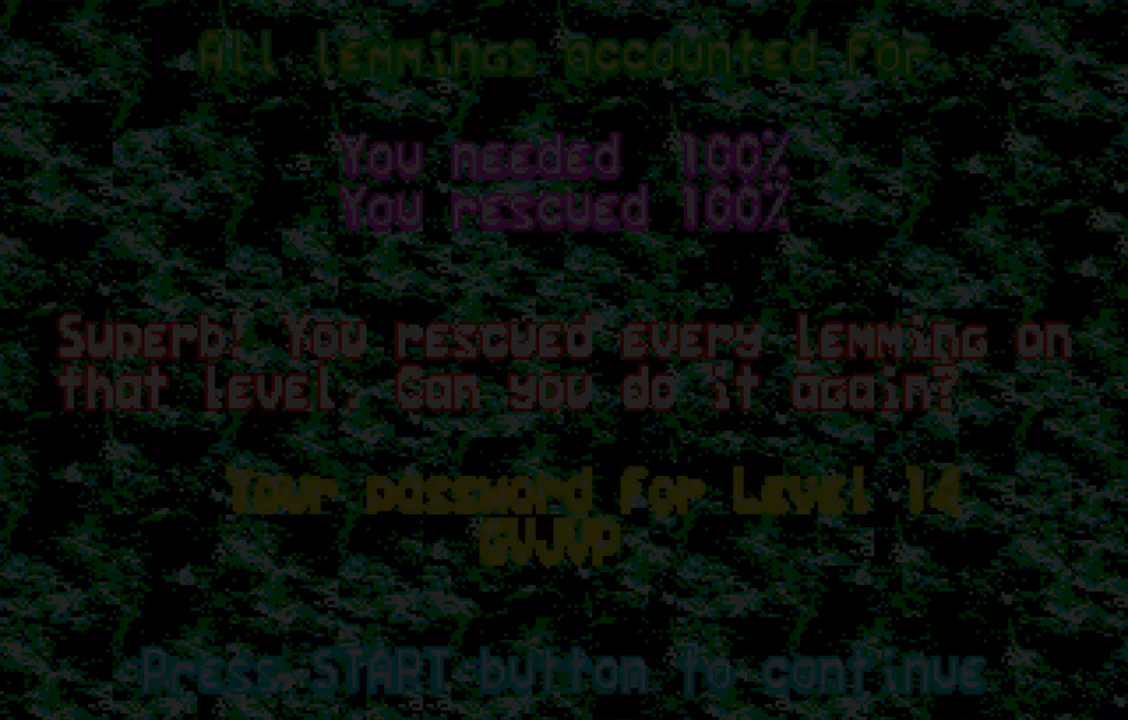 All lemmings accounted for.
You needed 100%
You rescued 100%
Superb! You rescued every lemming on
that level. Can you do it again?
Your password for Level 14
Press START button to continue